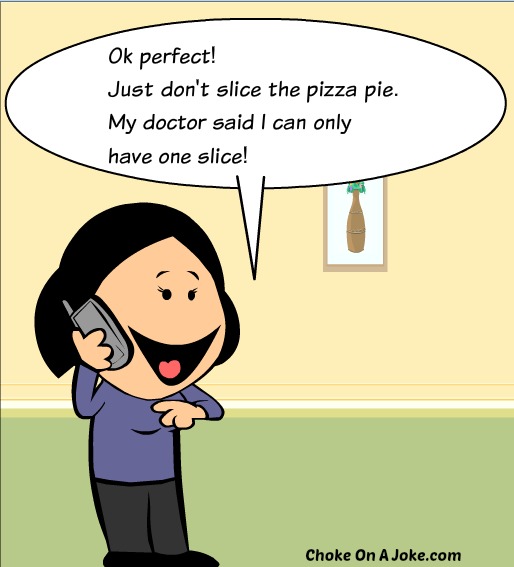 Ok perfect!
Just don't slice the pizza pie.
My doctor said I can only
have one slice!
Choke On A Joke.com